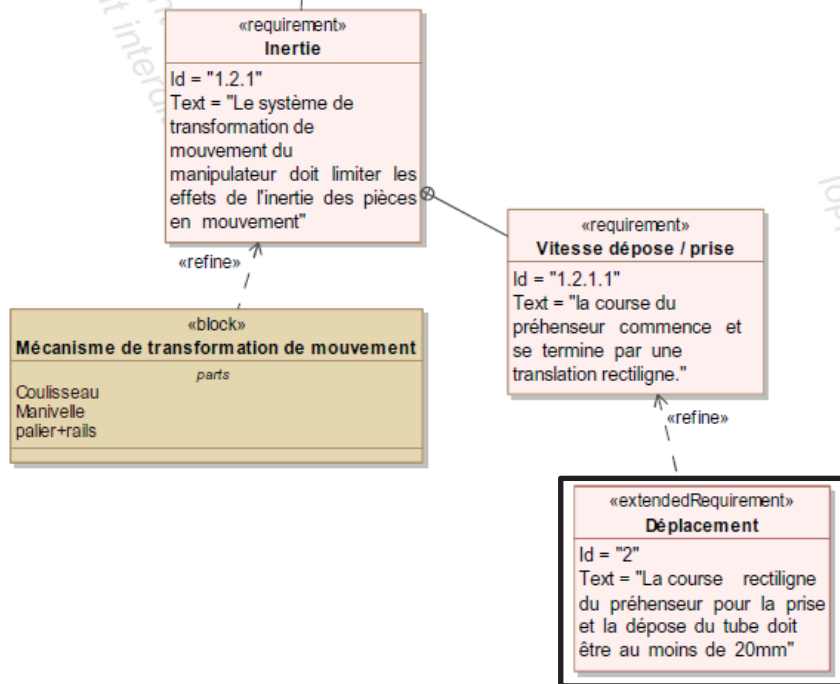 «requirement»
Inertie
Id = "1.2.1"
Text = "Le système de
transformation de
mouvement du
manipulateur doit limiter les
effets de l'inertie des pièces
en mouvement"
«refine»
«block»
Mécanisme de transformation de mouvement
parts
Coulisseau
Manivelle
palier+rails
«requirement»
Vitesse dépose / prise
Id = "1.2.1.1"
Text = "la course du
préhenseur commence et
se termine par une
translation rectiligne."
«refine»
«extendedRequirement»
Déplacement
Id = "2"
Text = "La course rectiligne
du préhenseur pour la prise
et la dépose du tube doit
être au moins de 20mm"